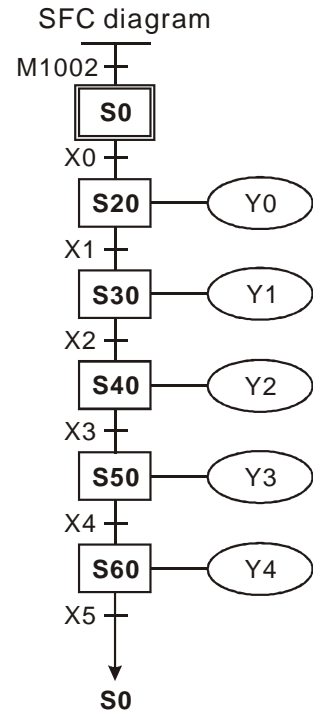 SFC diagram
M1002
S0
X0
S20 Y0
X1
S30 Y1
X2
S40 Y2
X3
S50 Y3
X4
S60 Y4
X5
S0